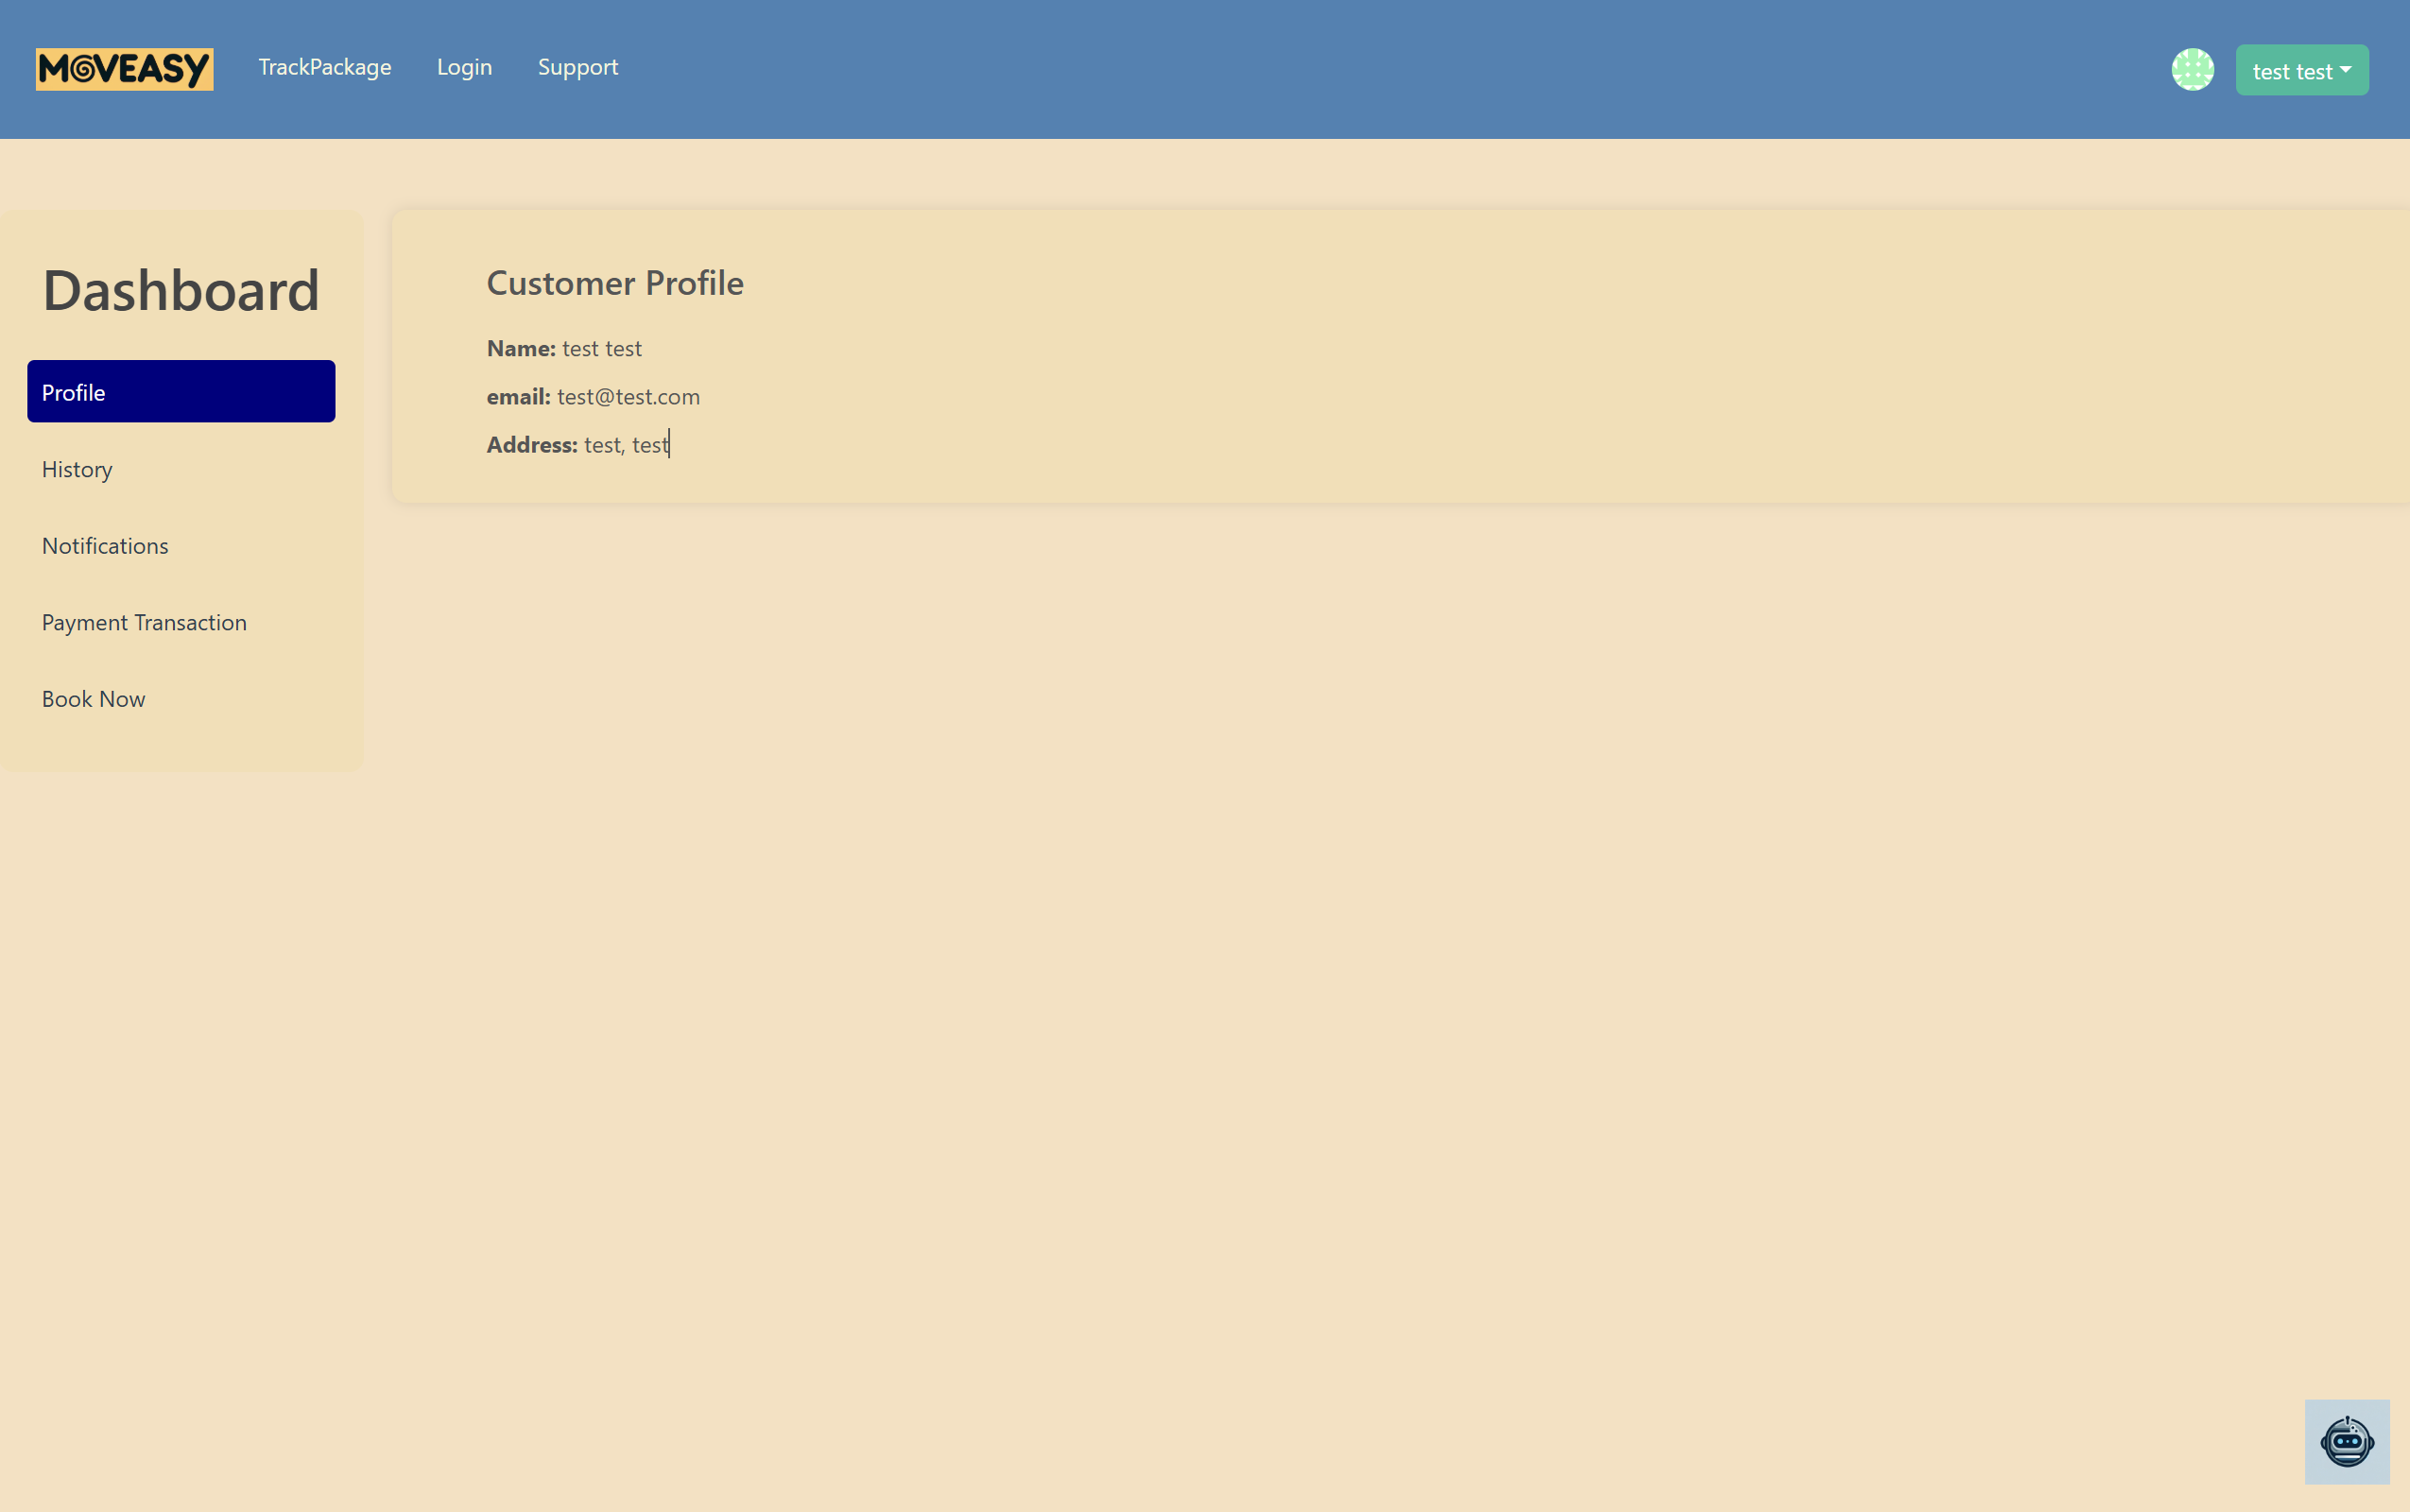 MOVEASY TrackPackage Login Support test test
Dashboard
Profile
History
Notifications
Payment Transaction
Book Now
Customer Profile
Name: test test
email: test@test.com
Address: test, test